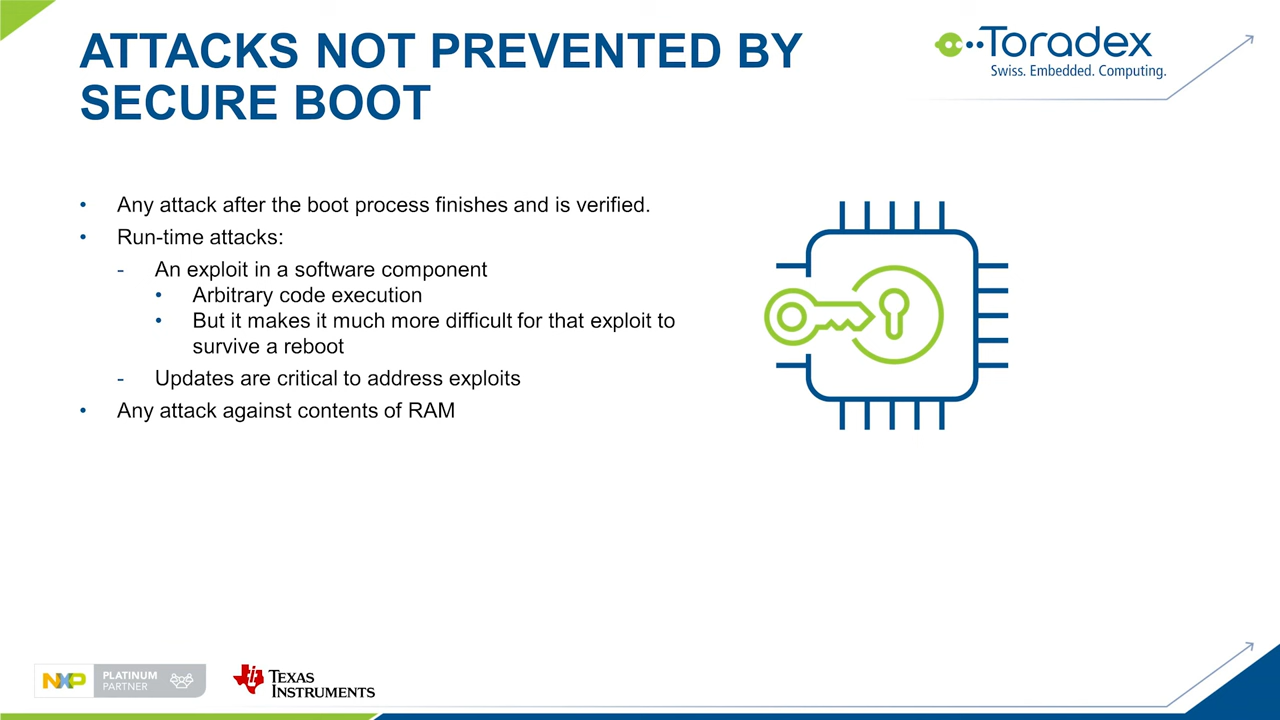 ATTACKS NOT PREVENTED BY
SECURE BOOT
Toradex
Swiss. Embedded. Computing.
• Any attack after the boot process finishes and is verified.
• Run-time attacks:
- An exploit in a software component
• Arbitrary code execution
• But it makes it much more difficult for that exploit to
survive a reboot
- Updates are critical to address exploits
• Any attack against contents of RAM
NXP
PLATINUM
PARTNER
TEXAS
INSTRUMENTS